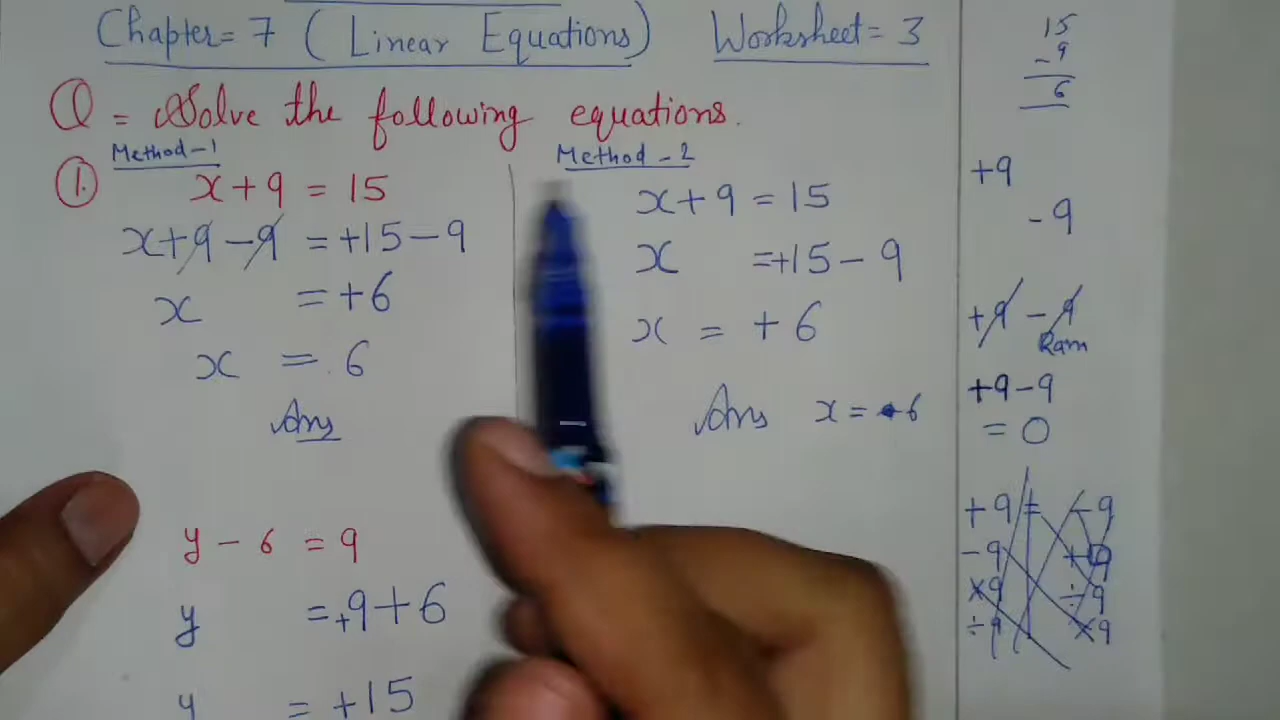 Chapter = 7 ( Linear Equations) Worksheet = 3
Q = Solve the following equations.
Method-1
1. x + 9 = 15
x + 9 - 9 = +15 - 9
x = +6
x = 6
Ans
y - 6 = 9
y = +9 + 6
y = +15
Method - 2
x + 9 = 15
x = +15 - 9
x = + 6
Ans x = 6
15
- 9
6
+9
-9
+9 - 9
Ram
+9 - 9
= 0
+9 = -9
-9 +9
×9 ÷9
÷9 ×9